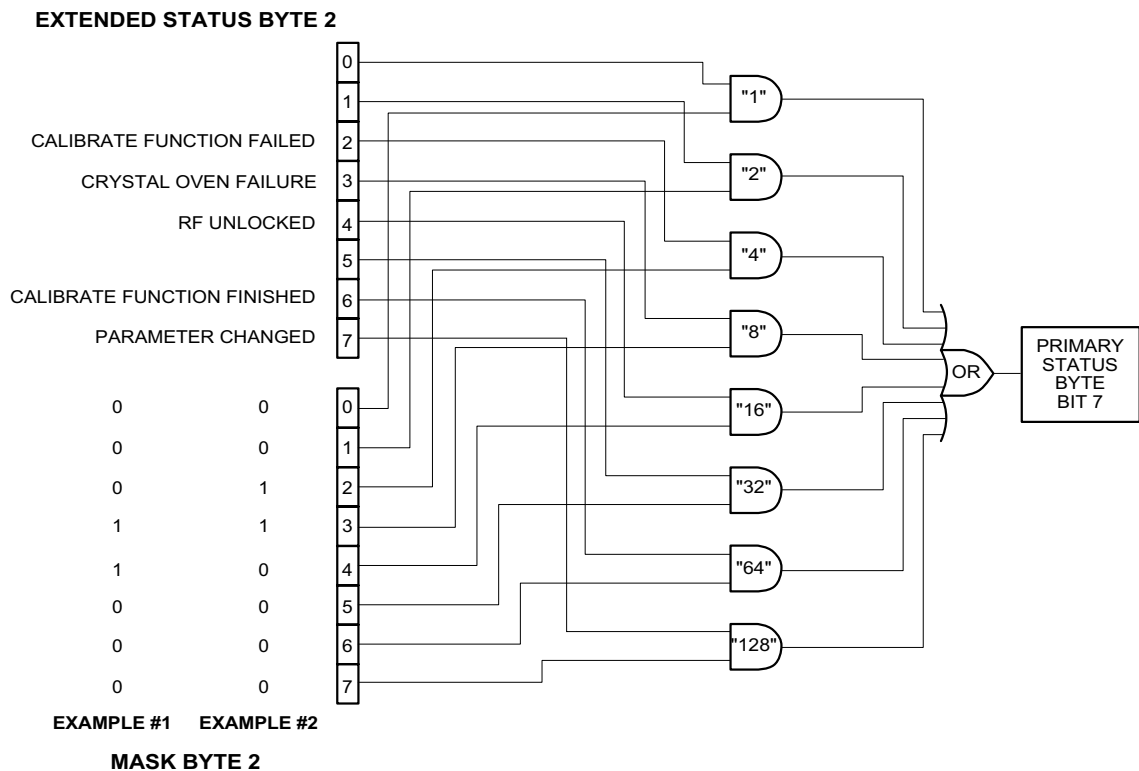 EXTENDED STATUS BYTE 2
0
1
CALIBRATE FUNCTION FAILED 2
CRYSTAL OVEN FAILURE 3
RF UNLOCKED 4
5
CALIBRATE FUNCTION FINISHED 6
PARAMETER CHANGED 7
"1"
"2"
"4"
"8"
"16"
"32"
"64"
"128"
OR
PRIMARY
STATUS
BYTE
BIT 7
0 0 0
0 0 1
0 1 2
1 1 3
1 0 4
0 0 5
0 0 6
0 0 7
EXAMPLE #1 EXAMPLE #2
MASK BYTE 2